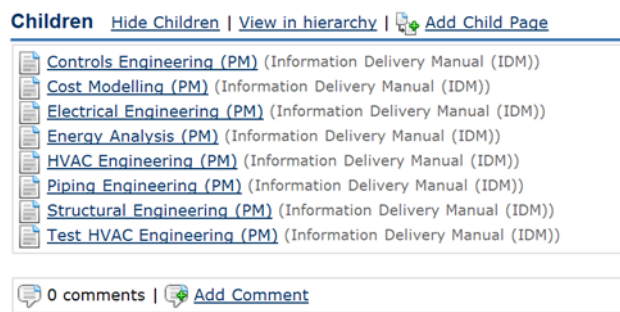 Children Hide Children | View in hierarchy | Add Child Page
Controls Engineering (PM) (Information Delivery Manual (IDM))
Cost Modelling (PM) (Information Delivery Manual (IDM))
Electrical Engineering (PM) (Information Delivery Manual (IDM))
Energy Analysis (PM) (Information Delivery Manual (IDM))
HVAC Engineering (PM) (Information Delivery Manual (IDM))
Piping Engineering (PM) (Information Delivery Manual (IDM))
Structural Engineering (PM) (Information Delivery Manual (IDM))
Test HVAC Engineering (PM) (Information Delivery Manual (IDM))
0 comments | Add Comment